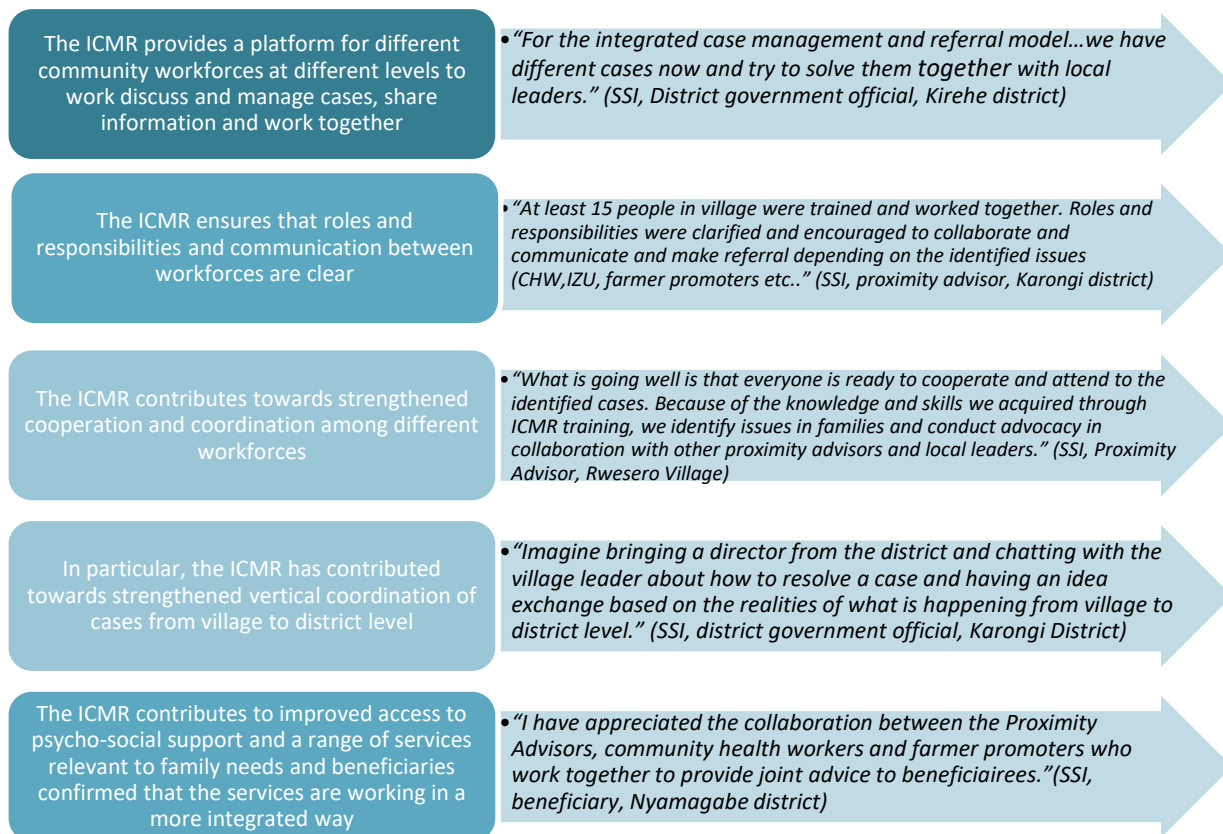 The ICMR provides a platform for different
community workforces at different levels to
work discuss and manage cases, share
information and work together
•“For the integrated case management and referral model...we have
different cases now and try to solve them together with local
leaders.” (SSI, District government official, Kirehe district)
The ICMR ensures that roles and
responsibilities and communication between
workforces are clear
•“At least 15 people in village were trained and worked together. Roles and
responsibilities were clarified and encouraged to collaborate and
communicate and make referral depending on the identified issues
(CHW,IZU, farmer promoters etc..” (SSI, proximity advisor, Karongi district)
The ICMR contributes towards strengthened
cooperation and coordination among different
workforces
•“What is going well is that everyone is ready to cooperate and attend to the
identified cases. Because of the knowledge and skills we acquired through
ICMR training, we identify issues in families and conduct advocacy in
collaboration with other proximity advisors and local leaders.” (SSI, Proximity
Advisor, Rwesero Village)
In particular, the ICMR has contributed
towards strengthened vertical coordination of
cases from village to district level
•“Imagine bringing a director from the district and chatting with the
village leader about how to resolve a case and having an idea
exchange based on the realities of what is happening from village to
district level.” (SSI, district government official, Karongi District)
The ICMR contributes to improved access to
psycho-social support and a range of services
relevant to family needs and beneficiaries
confirmed that the services are working in a
more integrated way
•“I have appreciated the collaboration between the Proximity
Advisors, community health workers and farmer promoters who
work together to provide joint advice to beneficiairees.”(SSI,
beneficiary, Nyamagabe district)